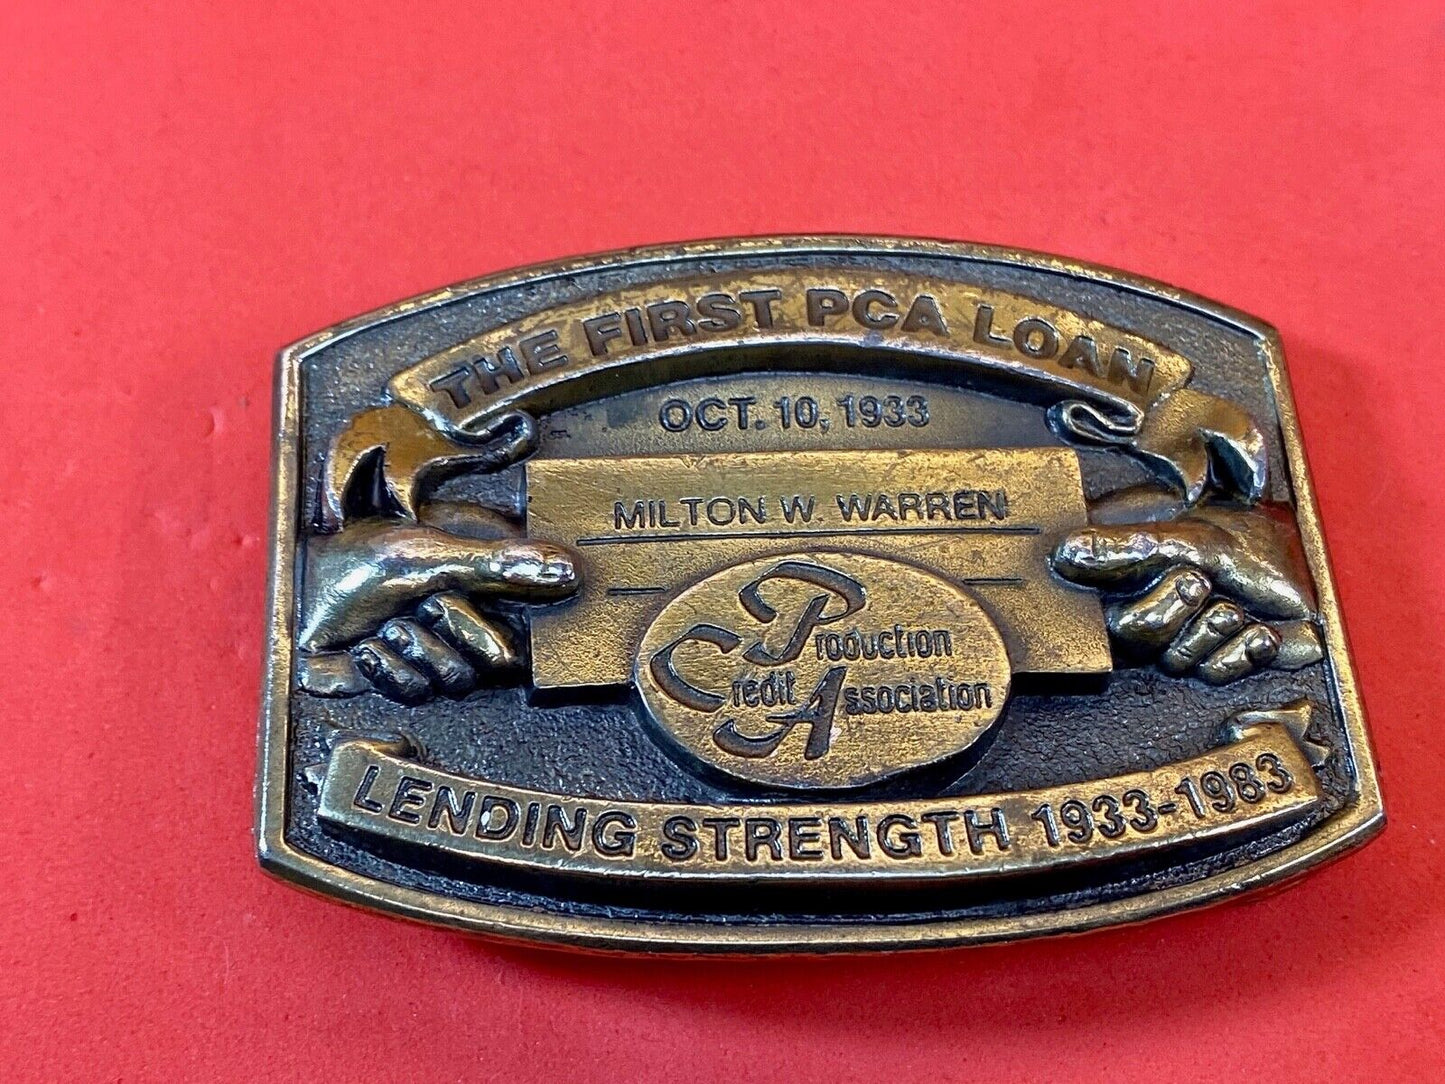 THE FIRST PCA LOAN
OCT. 10, 1933
MILTON W. WARREN
Production
Credit Association
LENDING STRENGTH 1933-1983